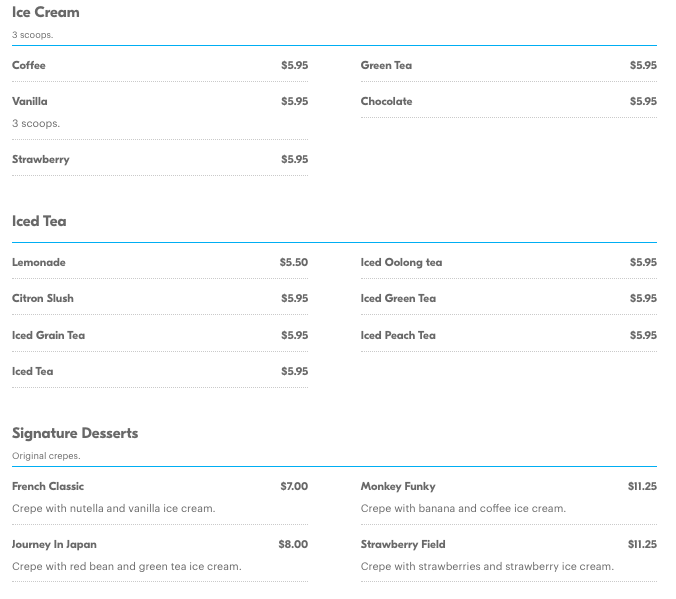 Ice Cream
3 scoops.
Coffee $5.95 Green Tea $5.95
Vanilla $5.95 Chocolate $5.95
3 scoops.
Strawberry $5.95
Iced Tea
Lemonade $5.50 Iced Oolong tea $5.95
Citron Slush $5.95 Iced Green Tea $5.95
Iced Grain Tea $5.95 Iced Peach Tea $5.95
Iced Tea $5.95
Signature Desserts
Original crepes.
French Classic $7.00 Monkey Funky $11.25
Crepe with nutella and vanilla ice cream. Crepe with banana and coffee ice cream.
Journey In Japan $8.00 Strawberry Field $11.25
Crepe with red bean and green tea ice cream. Crepe with strawberries and strawberry ice cream.